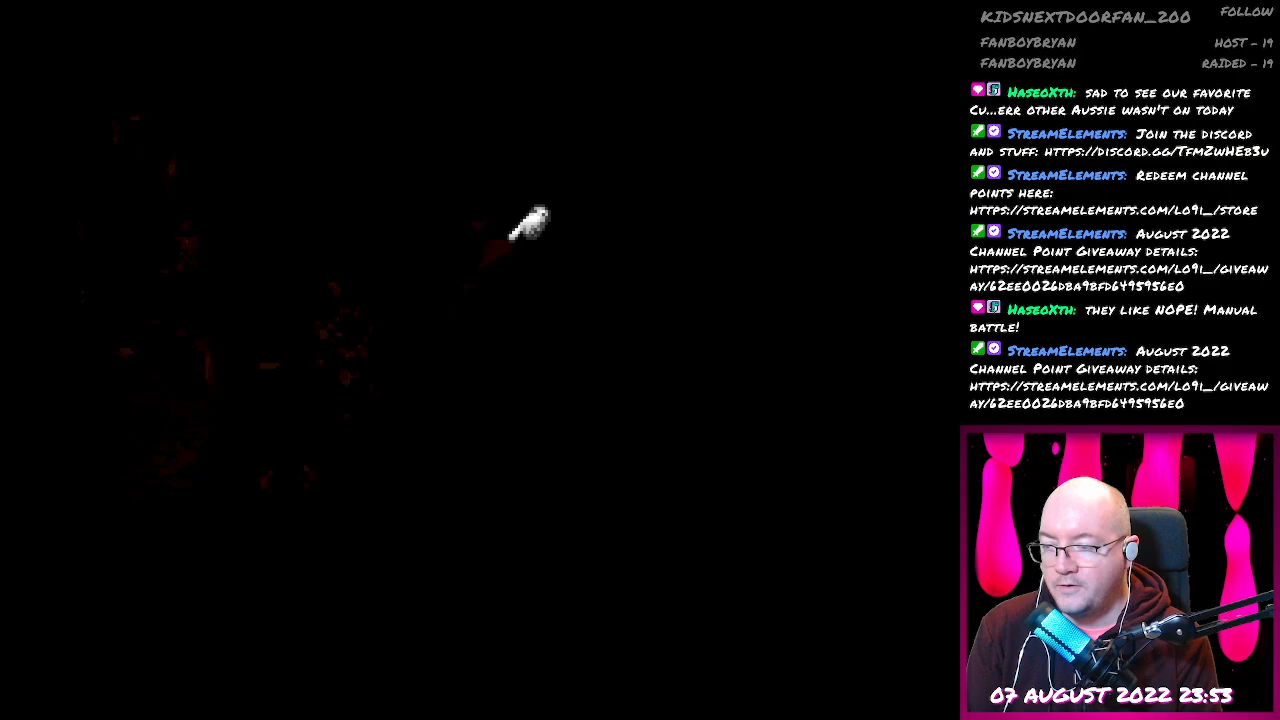 KIDSNEXTDOORFAN_200 FOLLOW
FANBOYBRYAN HOST - 19
FANBOYBRYAN RAIDED - 19
HaseoXth: sad to see our favorite
Cu...err other Aussie wasn't on today
StreamElements: Join the discord
and stuff: https://discord.gg/TfmZwHEb3u
StreamElements: Redeem channel
points here:
https://streamelements.com/lo9i_/store
StreamElements: August 2022
Channel Point Giveaway details:
https://streamelements.com/lo9i_/giveaw
ay/62ee0026dba9bfd6495956e0
HaseoXth: they like NOPE! Manual
battle!
StreamElements: August 2022
Channel Point Giveaway details:
https://streamelements.com/lo9i_/giveaw
ay/62ee0026dba9bfd6495956e0
07 AUGUST 2022 23:53